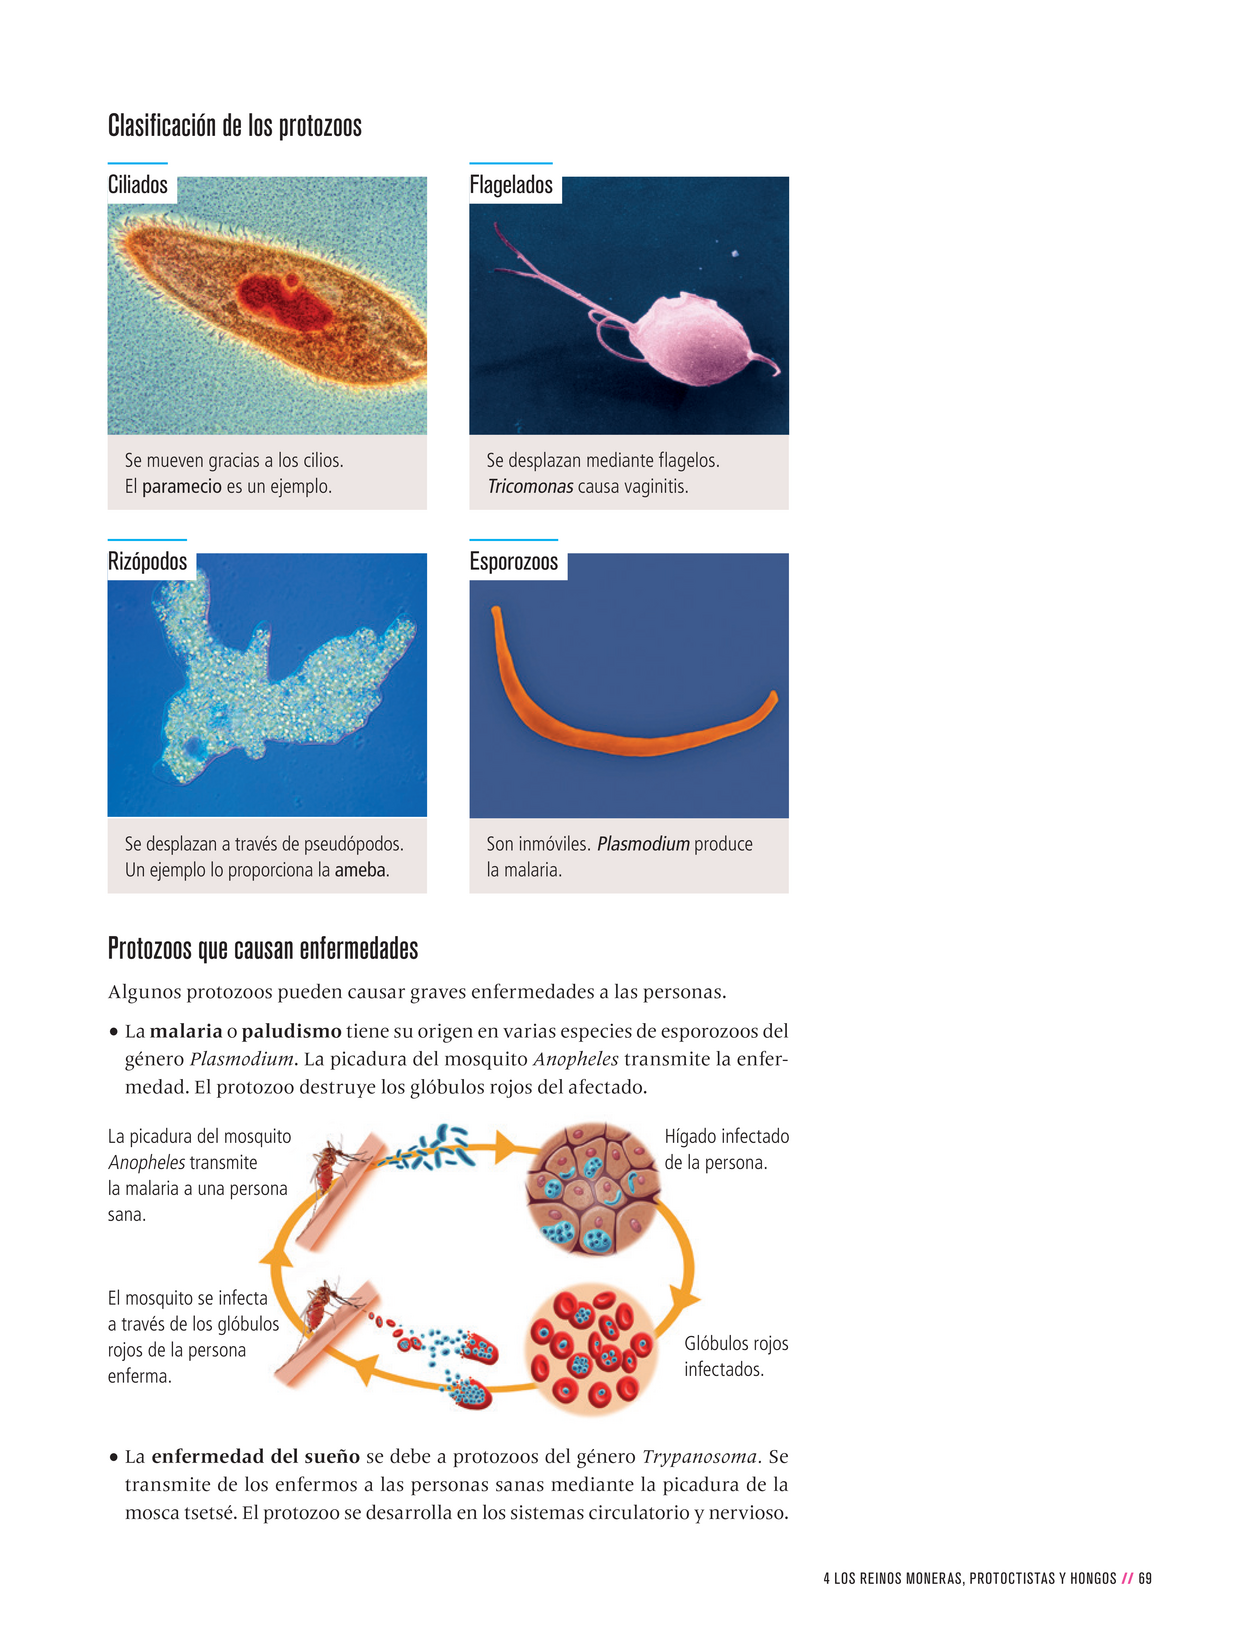 Clasificación de los protozoos
Ciliados
Se mueven gracias a los cilios.
El paramecio es un ejemplo.
Flagelados
Se desplazan mediante flagelos.
Tricomonas causa vaginitis.
Rizópodos
Se desplazan a través de pseudópodos.
Un ejemplo lo proporciona la ameba.
Esporozoos
Son inmóviles. Plasmodium produce
la malaria.
Protozoos que causan enfermedades
Algunos protozoos pueden causar graves enfermedades a las personas.
• La malaria o paludismo tiene su origen en varias especies de esporozoos del
género Plasmodium. La picadura del mosquito Anopheles transmite la enfer-
medad. El protozoo destruye los glóbulos rojos del afectado.
La picadura del mosquito
Anopheles transmite
la malaria a una persona
sana.
Hígado infectado
de la persona.
Glóbulos rojos
infectados.
El mosquito se infecta
a través de los glóbulos
rojos de la persona
enferma.
• La enfermedad del sueño se debe a protozoos del género Trypanosoma. Se
transmite de los enfermos a las personas sanas mediante la picadura de la
mosca tsetsé. El protozoo se desarrolla en los sistemas circulatorio y nervioso.
4 LOS REINOS MONERAS, PROTOCTISTAS Y HONGOS // 69